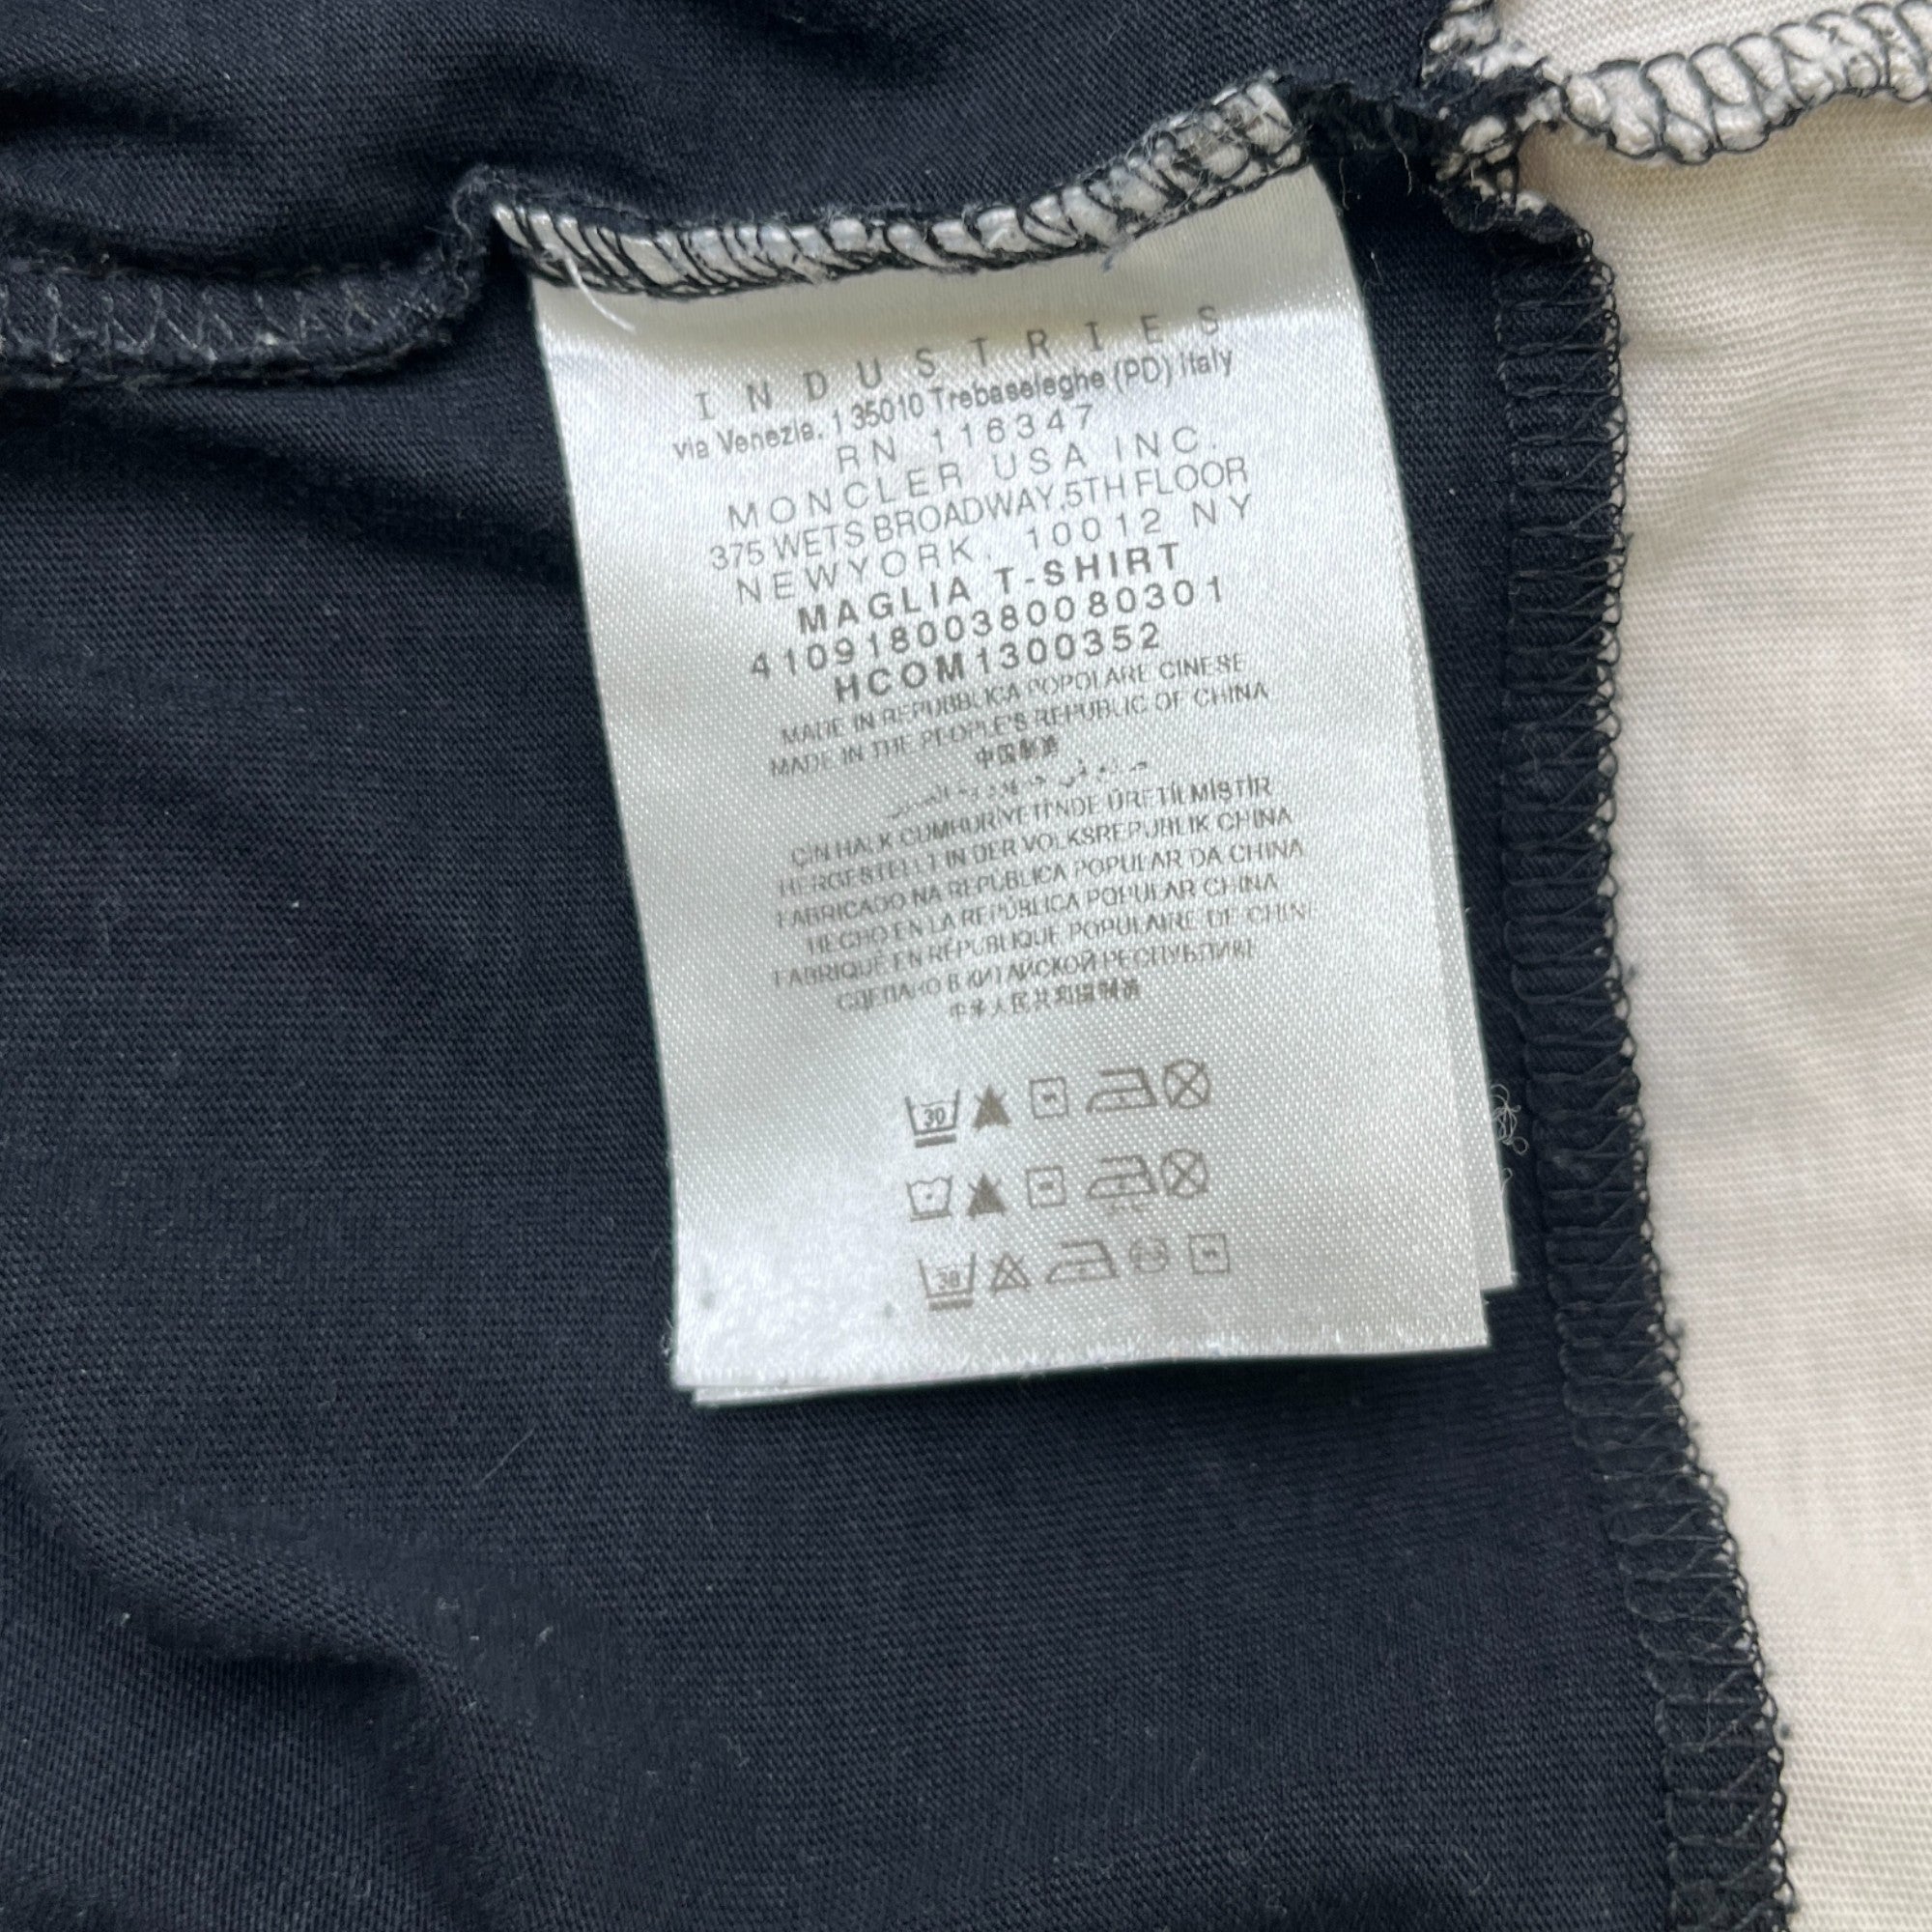 INDUSTRIES
via Venezia, 1 35010 Trebaseleghe (PD) Italy
RN 116347
MONCLER USA INC.
375 WETS BROADWAY,5TH FLOOR
NEWYORK, 10012 NY
MAGLIA T-SHIRT
41091800380080301
HCOM1300352
MADE IN REPUBBLICA POPOLARE CINESE
MADE IN THE PEOPLE'S REPUBLIC OF CHINA
中国制造
ÇİN HALK CUMHURİYETİ'NDE ÜRETİLMİŞTİR
HERGESTELLT IN DER VOLKSREPUBLIK CHINA
FABRICADO NA REPÚBLICA POPULAR DA CHINA
HECHO EN LA REPÚBLICA POPULAR CHINA
FABRIQUÉ EN RÉPUBLIQUE POPULAIRE DE CHINE
СДЕЛАНО В КИТАЙСКОЙ РЕСПУБЛИКЕ
中华人民共和国制造
30
30